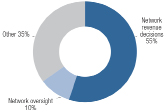 Network
revenue
decisions
55%
Other 35%
Network oversight
10%